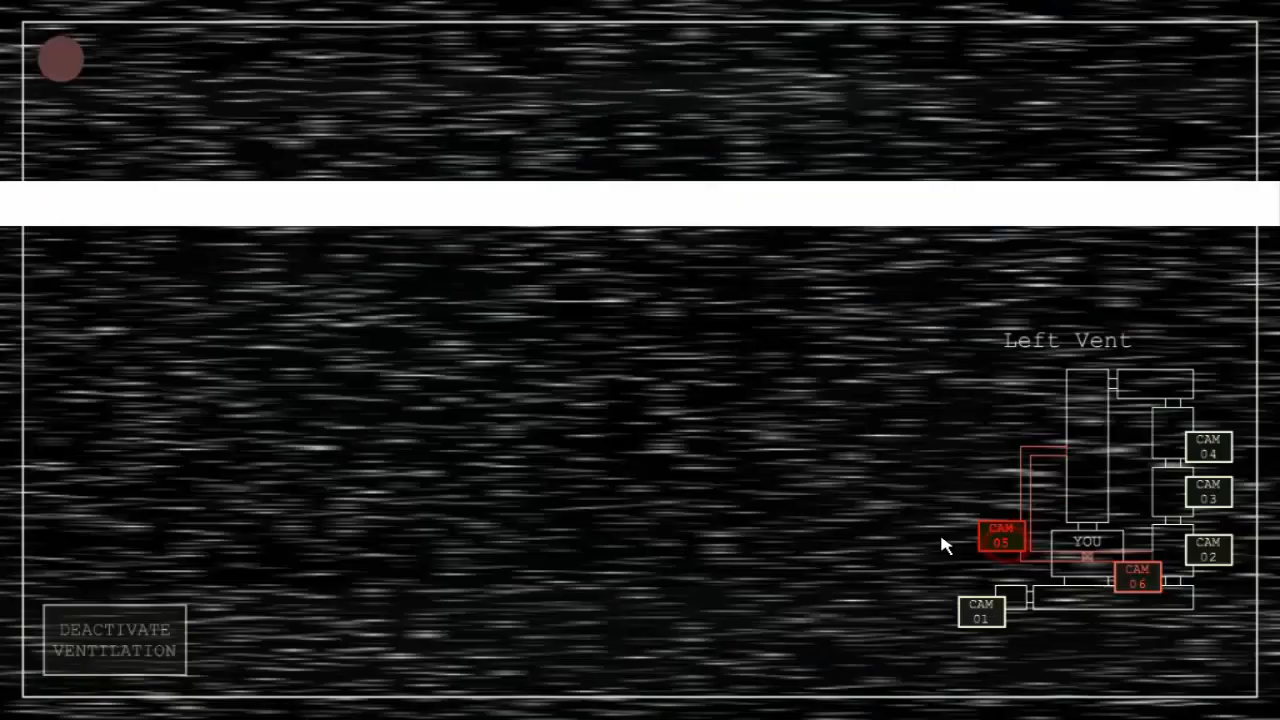 Left Vent
CAM
04
CAM
03
CAM
05
YOU
CAM
02
CAM
06
CAM
01
DEACTIVATE
VENTILATION